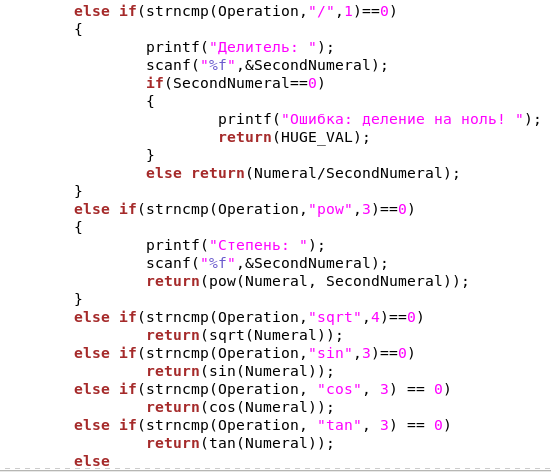 else if(strncmp(Operation,"/",1)==0)
{
printf("Делитель: ");
scanf("%f",&SecondNumeral);
if(SecondNumeral==0)
{
printf("Ошибка: деление на ноль! ");
return(HUGE_VAL);
}
else return(Numeral/SecondNumeral);
}
else if(strncmp(Operation,"pow",3)==0)
{
printf("Степень: ");
scanf("%f",&SecondNumeral);
return(pow(Numeral, SecondNumeral));
}
else if(strncmp(Operation,"sqrt",4)==0)
return(sqrt(Numeral));
else if(strncmp(Operation,"sin",3)==0)
return(sin(Numeral));
else if(strncmp(Operation, "cos", 3) == 0)
return(cos(Numeral));
else if(strncmp(Operation, "tan", 3) == 0)
return(tan(Numeral));
else